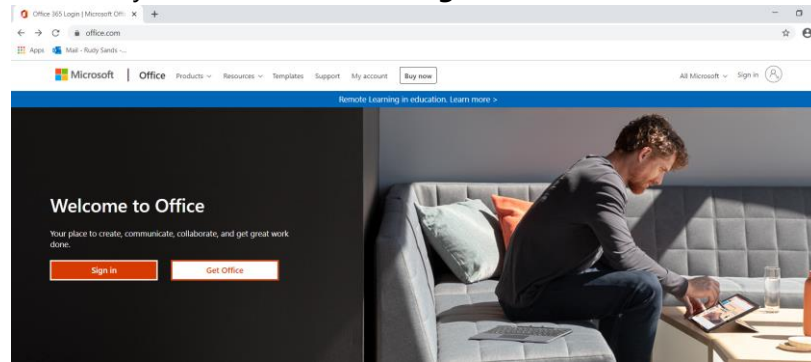 Office 365 Login | Microsoft Offi
office.com
Apps Mail - Rudy Sands -...
Microsoft | Office Products Resources Templates Support My account Buy now All Microsoft Sign in
Remote Learning in education. Learn more >
Welcome to Office
Your place to create, communicate, collaborate, and get great work
done.
Sign in Get Office